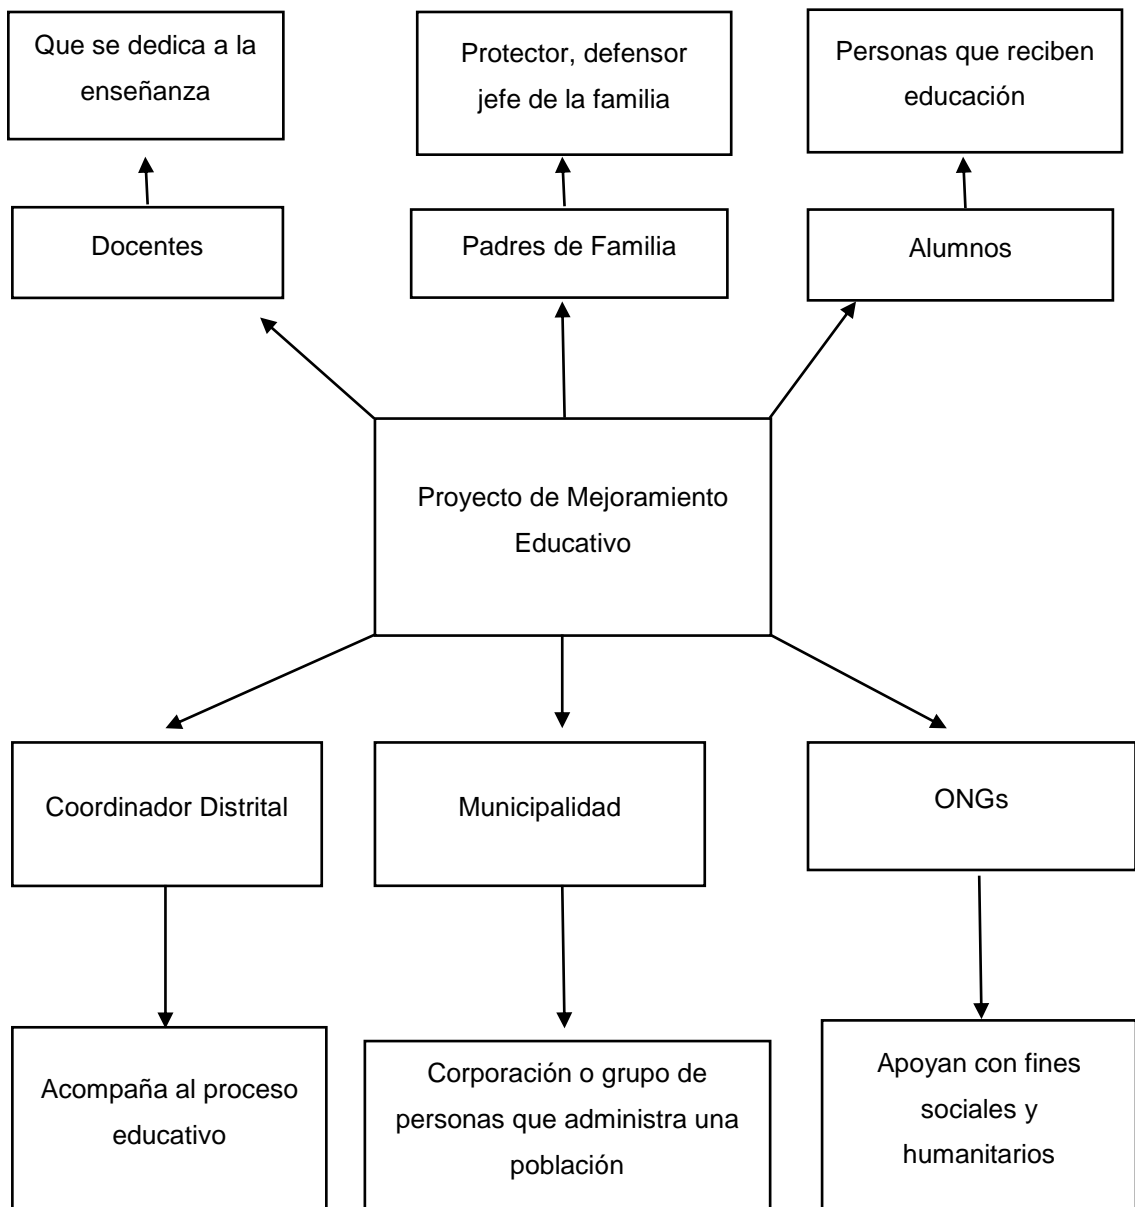 Que se dedica a la
enseñanza
Protector, defensor
jefe de la familia
Personas que reciben
educación
Docentes
Padres de Familia
Alumnos
Proyecto de Mejoramiento
Educativo
Coordinador Distrital
Municipalidad
ONGs
Acompaña al proceso
educativo
Corporación o grupo de
personas que administra una
población
Apoyan con fines
sociales y
humanitarios